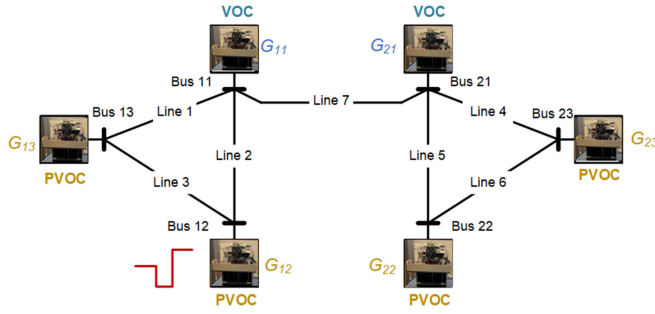 VOC
VOC
G11
G21
Bus 11
Bus 21
Bus 13
Line 1
Line 7
Line 4
Bus 23
G13
G23
PVOC
Line 2
Line 5
PVOC
Line 3
Line 6
Bus 12
Bus 22
G12
G22
PVOC
PVOC